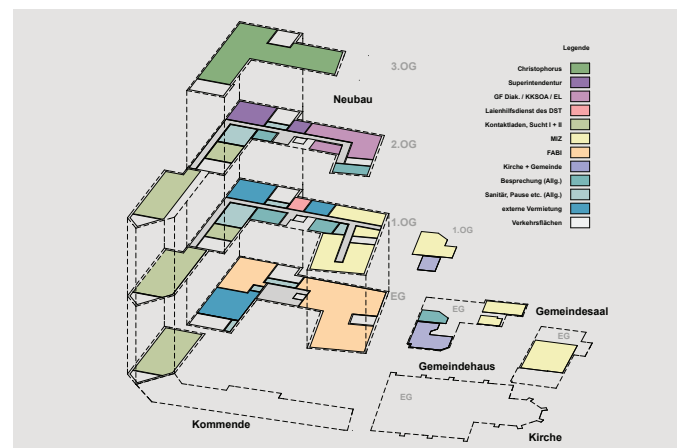 Legende
3.OG
Christophorus
Superintendentur
Neubau
GF Diak. / KKSOA / EL
Laienhilfsdienst des DST
Kontaktladen, Sucht I + II
2.OG
MIZ
FABI
Kirche + Gemeinde
Besprechung (Allg.)
Sanitär, Pause etc. (Allg.)
externe Vermietung
Verkehrsflächen
1.OG
1.OG
EG
EG
Gemeindesaal
EG
Gemeindehaus
EG
Kommende
Kirche